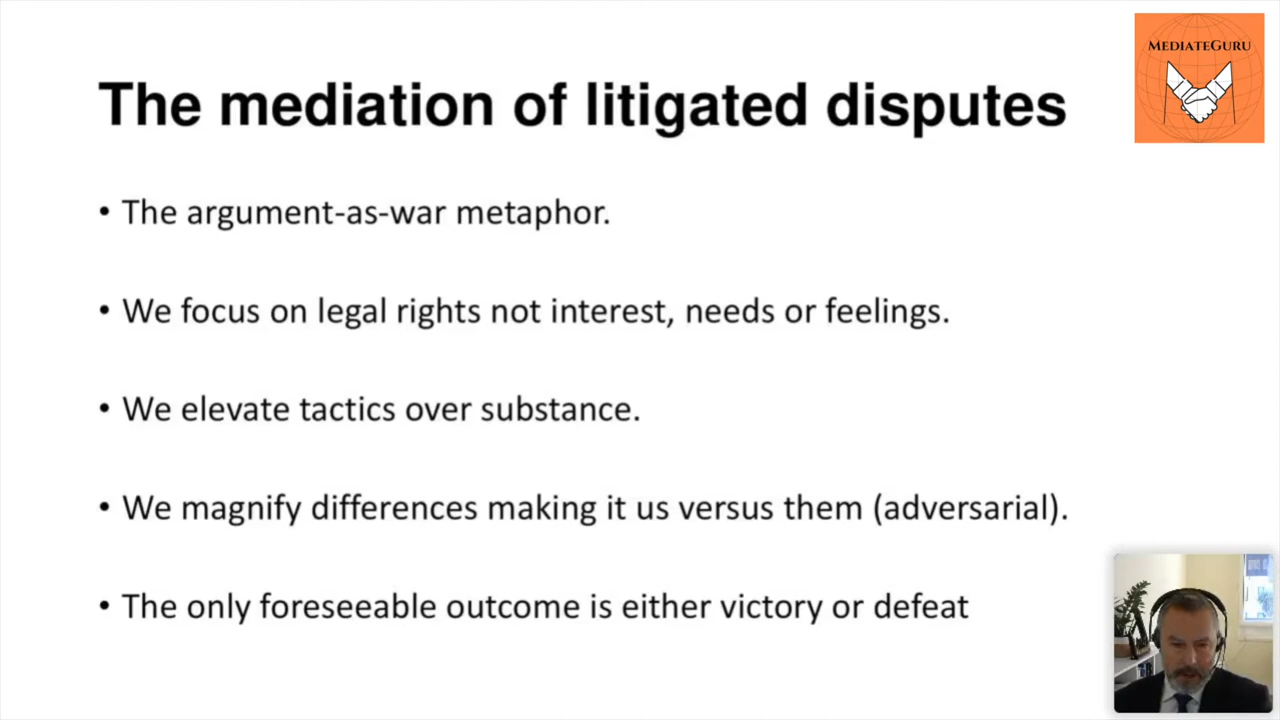 MEDIATEGURU
The mediation of litigated disputes
• The argument-as-war metaphor.
• We focus on legal rights not interest, needs or feelings.
• We elevate tactics over substance.
• We magnify differences making it us versus them (adversarial).
• The only foreseeable outcome is either victory or defeat